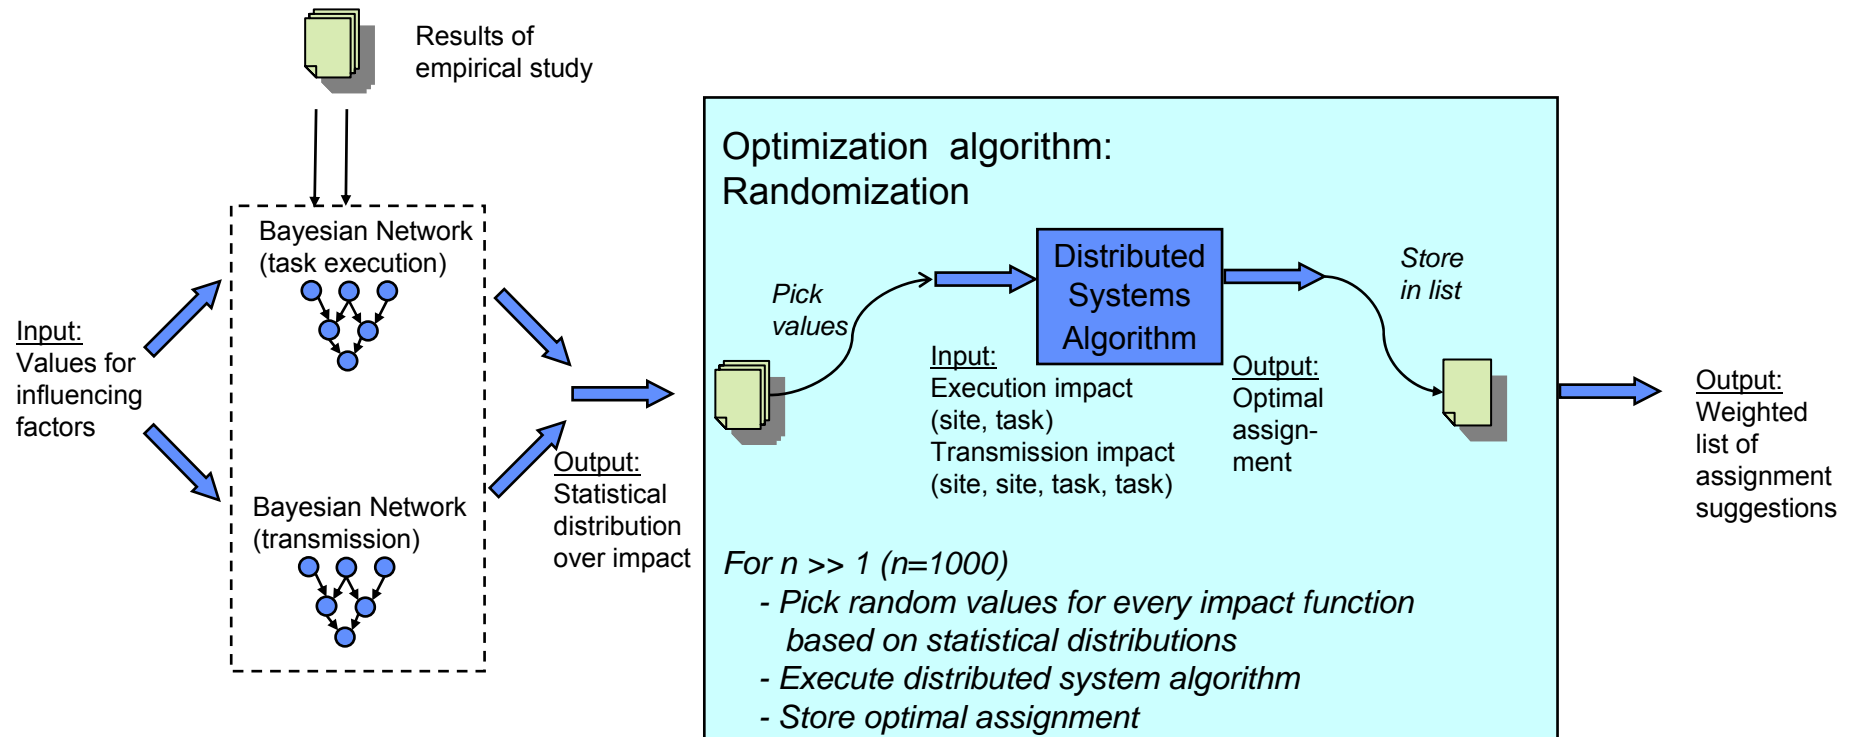 Results of
empirical study
Bayesian Network
(task execution)
Input:
Values for
influencing
factors
Bayesian Network
(transmission)
Output:
Statistical
distribution
over impact
Optimization algorithm:
Randomization
Pick
values
Distributed
Systems
Algorithm
Input:
Execution impact
(site, task)
Transmission impact
(site, site, task, task)
Output:
Optimal
assign-
ment
Store
in list
For n >> 1 (n=1000)
- Pick random values for every impact function
based on statistical distributions
- Execute distributed system algorithm
- Store optimal assignment
Output:
Weighted
list of
assignment
suggestions